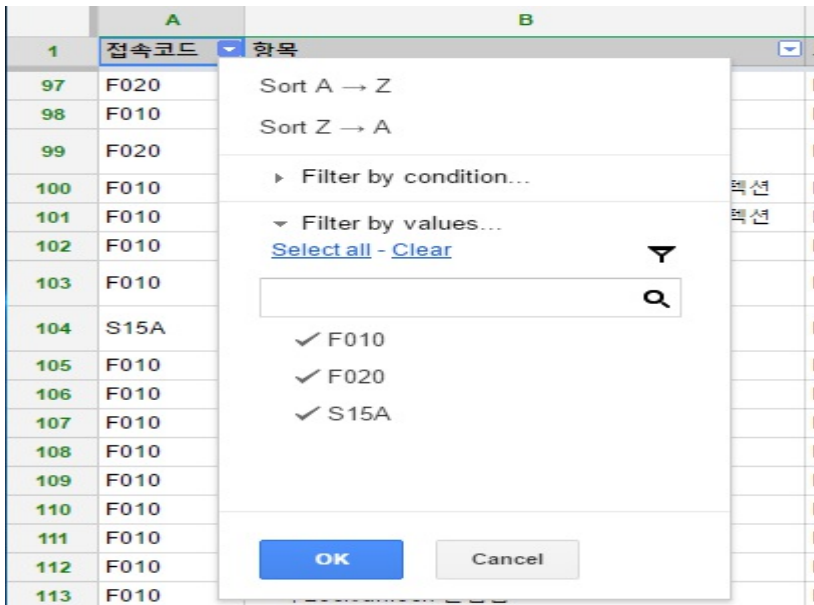 A B
1 접속코드 항목
97 F020
98 F010
99 F020
100 F010
101 F010
102 F010
103 F010
104 S15A
105 F010
106 F010
107 F010
108 F010
109 F010
110 F010
111 F010
112 F010
113 F010
Sort A → Z
Sort Z → A
Filter by condition...
Filter by values...
Select all - Clear
F010
F020
S15A
OK Cancel